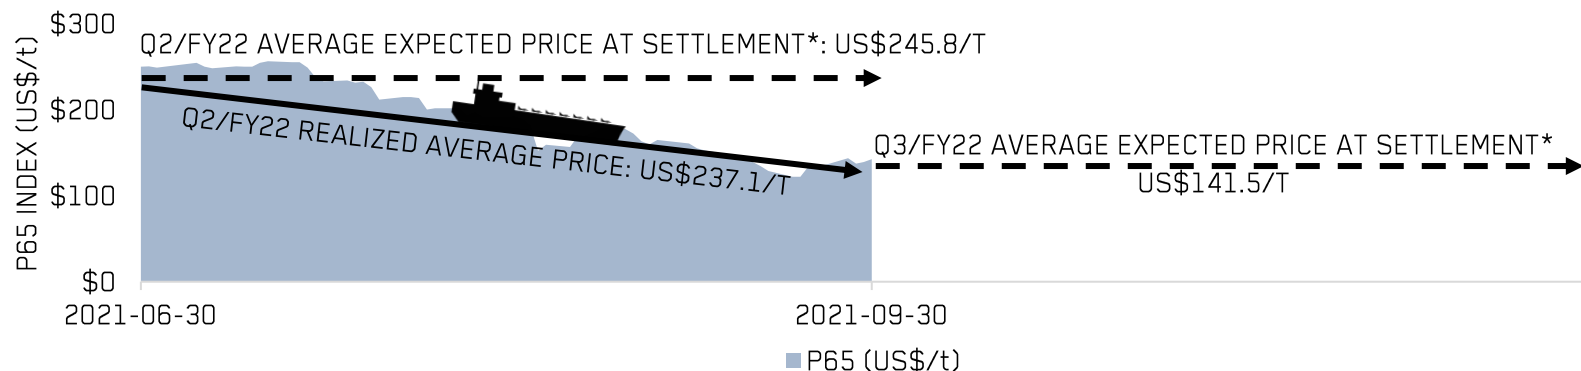 $300
Q2/FY22 AVERAGE EXPECTED PRICE AT SETTLEMENT*: US$245.8/T
$200
Q2/FY22 REALIZED AVERAGE PRICE: US$237.1/T
Q3/FY22 AVERAGE EXPECTED PRICE AT SETTLEMENT*
US$141.5/T
$100
$0
P65 INDEX (US$/t)
2021-06-30
2021-09-30
P65 (US$/t)